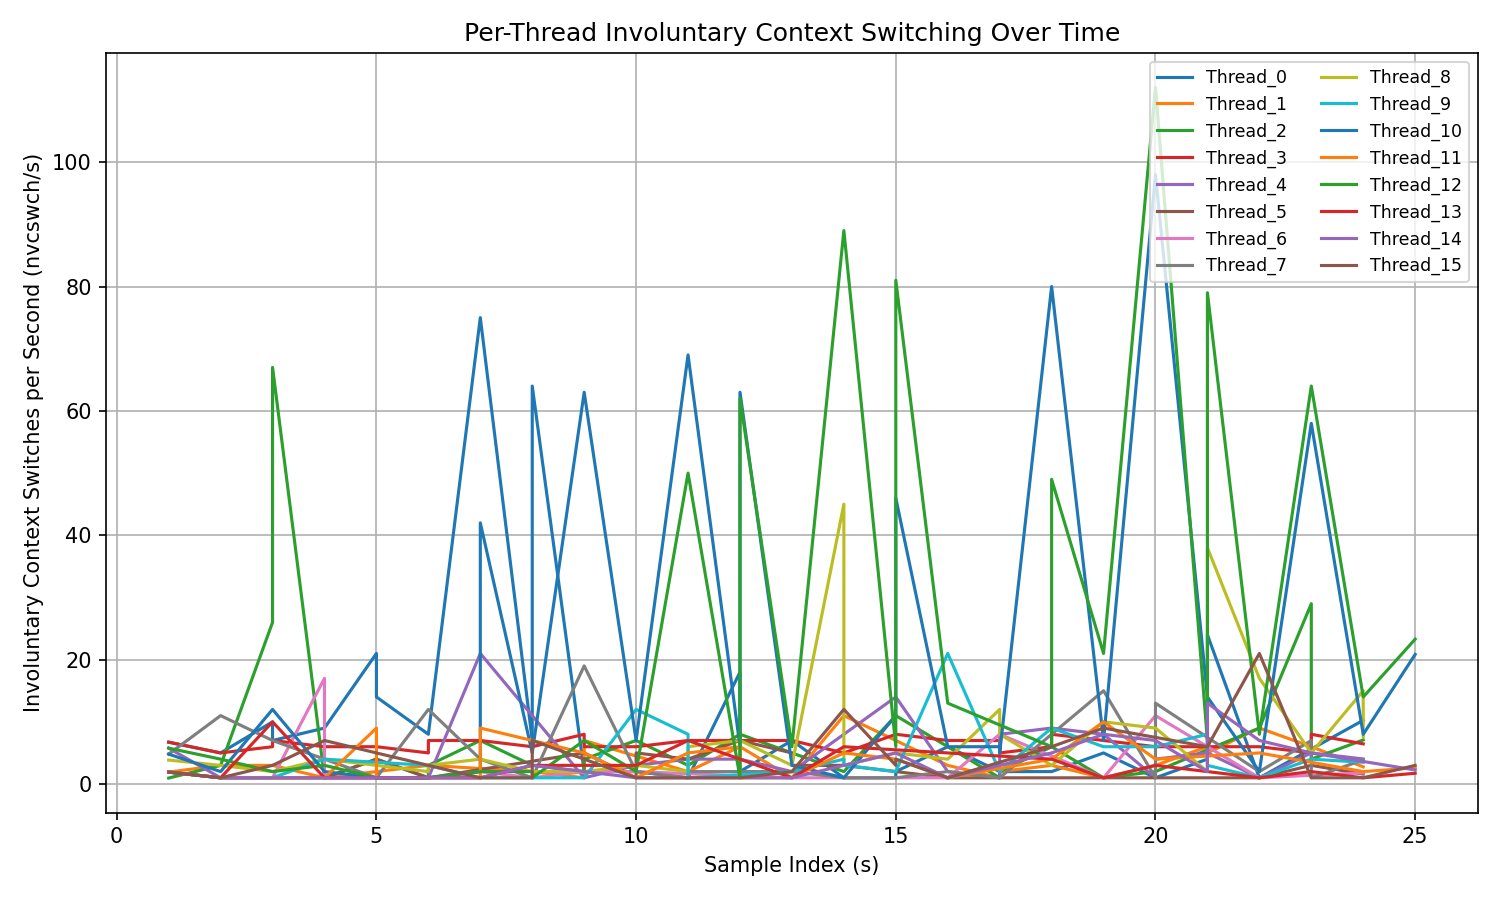 Per-Thread Involuntary Context Switching Over Time
Involuntary Context Switches per Second (nvcswch/s)
100
80
60
40
20
0
0
5
10
15
20
25
Sample Index (s)
Thread_0
Thread_1
Thread_2
Thread_3
Thread_4
Thread_5
Thread_6
Thread_7
Thread_8
Thread_9
Thread_10
Thread_11
Thread_12
Thread_13
Thread_14
Thread_15